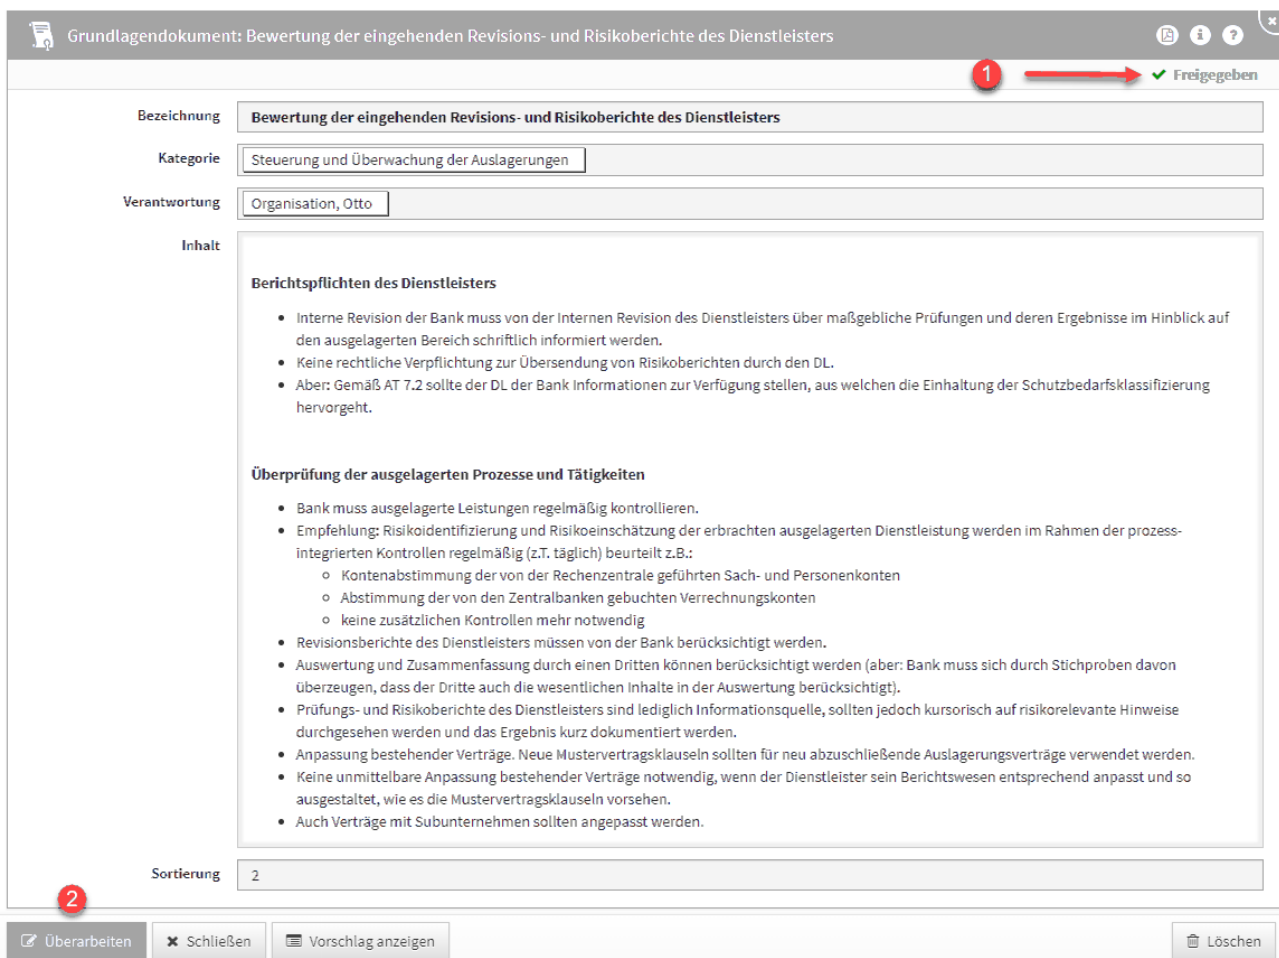 Grundlagendokument: Bewertung der eingehenden Revisions- und Risikoberichte des Dienstleisters
1
Freigegeben
Bezeichnung
Bewertung der eingehenden Revisions- und Risikoberichte des Dienstleisters
Kategorie
Steuerung und Überwachung der Auslagerungen
Verantwortung
Organisation, Otto
Inhalt
Berichtspflichten des Dienstleisters
• Interne Revision der Bank muss von der Internen Revision des Dienstleisters über maßgebliche Prüfungen und deren Ergebnisse im Hinblick auf
den ausgelagerten Bereich schriftlich informiert werden.
• Keine rechtliche Verpflichtung zur Übersendung von Risikoberichten durch den DL.
• Aber: Gemäß AT 7.2 sollte der DL der Bank Informationen zur Verfügung stellen, aus welchen die Einhaltung der Schutzbedarfsklassifizierung
hervorgeht.
Überprüfung der ausgelagerten Prozesse und Tätigkeiten
• Bank muss ausgelagerte Leistungen regelmäßig kontrollieren.
• Empfehlung: Risikoidentifizierung und Risikoeinschätzung der erbrachten ausgelagerten Dienstleistung werden im Rahmen der prozess-
integrierten Kontrollen regelmäßig (z.T. täglich) beurteilt z.B.:
◦ Kontenabstimmung der von der Rechenzentrale geführten Sach- und Personenkonten
◦ Abstimmung der von den Zentralbanken gebuchten Verrechnungskonten
◦ keine zusätzlichen Kontrollen mehr notwendig
• Revisionsberichte des Dienstleisters müssen von der Bank berücksichtigt werden.
• Auswertung und Zusammenfassung durch einen Dritten können berücksichtigt werden (aber: Bank muss sich durch Stichproben davon
überzeugen, dass der Dritte auch die wesentlichen Inhalte in der Auswertung berücksichtigt).
• Prüfungs- und Risikoberichte des Dienstleisters sind lediglich Informationsquelle, sollten jedoch kursorisch auf risikorelevante Hinweise
durchgesehen werden und das Ergebnis kurz dokumentiert werden.
• Anpassung bestehender Verträge. Neue Mustervertragsklauseln sollten für neu abzuschließende Auslagerungsverträge verwendet werden.
• Keine unmittelbare Anpassung bestehender Verträge notwendig, wenn der Dienstleister sein Berichtswesen entsprechend anpasst und so
ausgestaltet, wie es die Mustervertragsklauseln vorsehen.
• Auch Verträge mit Subunternehmen sollten angepasst werden.
Sortierung
2
2
Überarbeiten
Schließen
Vorschlag anzeigen
Löschen